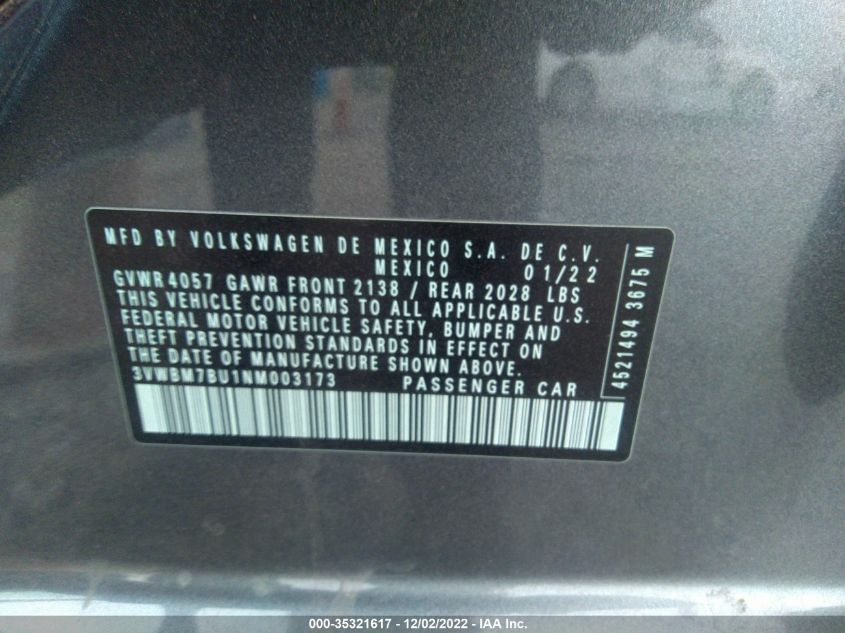 MFD BY VOLKSWAGEN DE MEXICO S.A. DE C.V.
MEXICO 01/22
GVWR 4057 GAWR FRONT 2138 / REAR 2028 LBS
THIS VEHICLE CONFORMS TO ALL APPLICABLE U.S.
FEDERAL MOTOR VEHICLE SAFETY, BUMPER AND
THEFT PREVENTION STANDARDS IN EFFECT ON
THE DATE OF MANUFACTURE SHOWN ABOVE.
3VWBM7BU1NM003173 PASSENGER CAR
4521494 3675 M
000-35321617 - 12/02/2022 - IAA Inc.